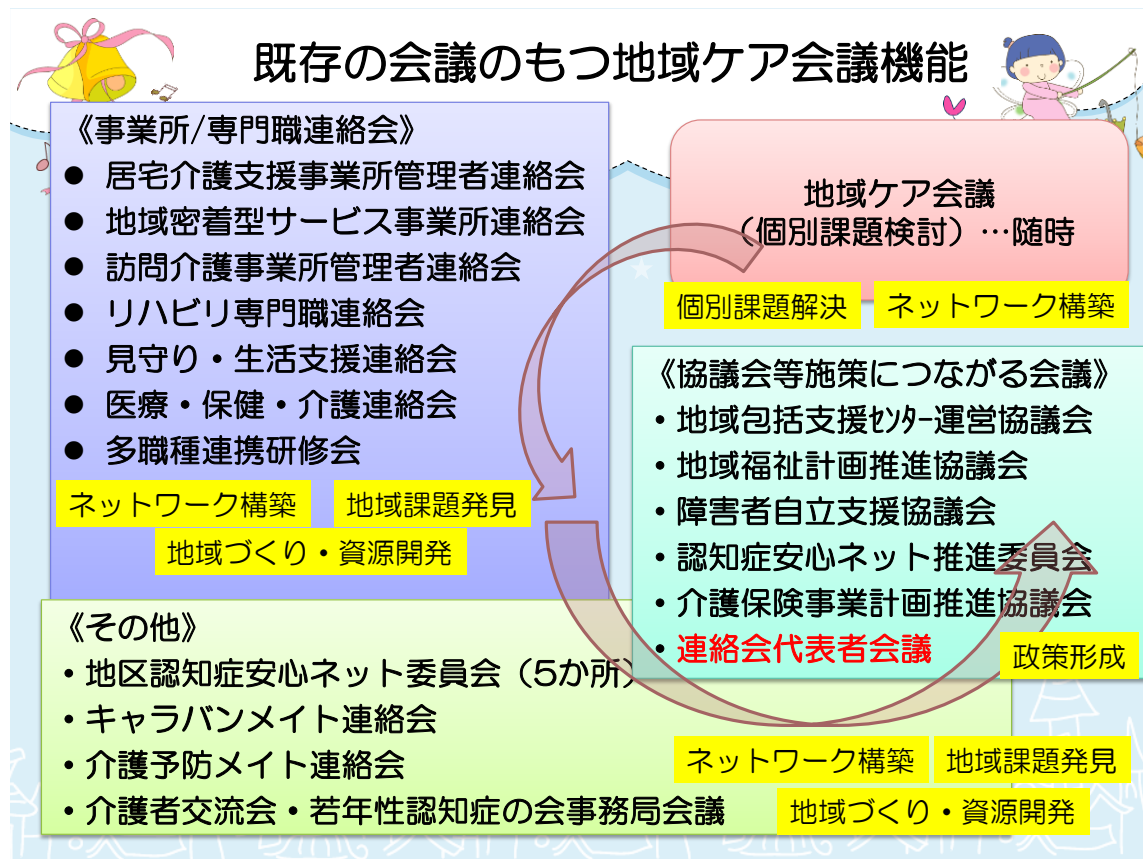 既存の会議のもつ地域ケア会議機能
《事業所/専門職連絡会》
● 居宅介護支援事業所管理者連絡会
● 地域密着型サービス事業所連絡会
● 訪問介護事業所管理者連絡会
● リハビリ専門職連絡会
● 見守り・生活支援連絡会
● 医療・保健・介護連絡会
● 多職種連携研修会
ネットワーク構築
地域課題発見
地域づくり・資源開発
地域ケア会議
（個別課題検討）…随時
個別課題解決
ネットワーク構築
《協議会等施策につながる会議》
・地域包括支援ｾﾝﾀｰ運営協議会
・地域福祉計画推進協議会
・障害者自立支援協議会
・認知症安心ネット推進委員会
・介護保険事業計画推進協議会
・連絡会代表者会議
政策形成
《その他》
・地区認知症安心ネット委員会（5か所）
・キャラバンメイト連絡会
・介護予防メイト連絡会
・介護者交流会・若年性認知症の会事務局会議
ネットワーク構築
地域課題発見
地域づくり・資源開発